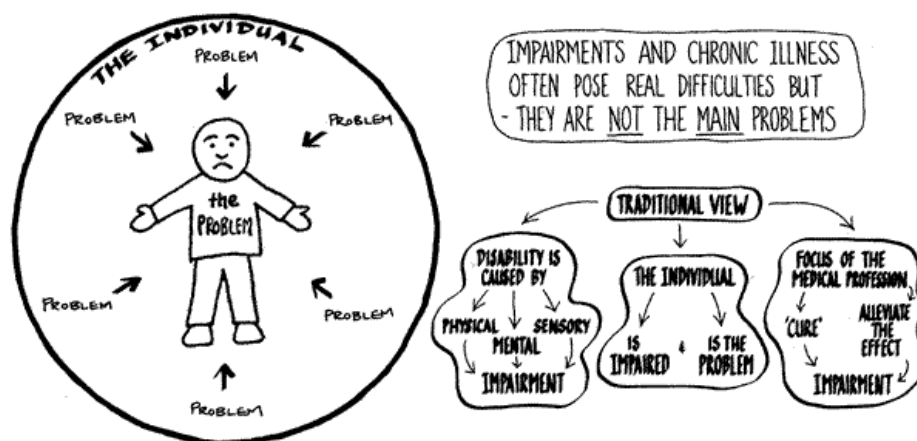 THE INDIVIDUAL
PROBLEM
PROBLEM
PROBLEM
the
PROBLEM
PROBLEM
PROBLEM
PROBLEM
IMPAIRMENTS AND CHRONIC ILLNESS
OFTEN POSE REAL DIFFICULTIES BUT
- THEY ARE NOT THE MAIN PROBLEMS
TRADITIONAL VIEW
DISABILITY IS
CAUSED BY
PHYSICAL
SENSORY
MENTAL
IMPAIRMENT
THE INDIVIDUAL
IS
IMPAIRED
&
IS THE
PROBLEM
FOCUS OF THE
MEDICAL PROFESSION
'CURE'
ALLEVIATE
THE
EFFECT
IMPAIRMENT